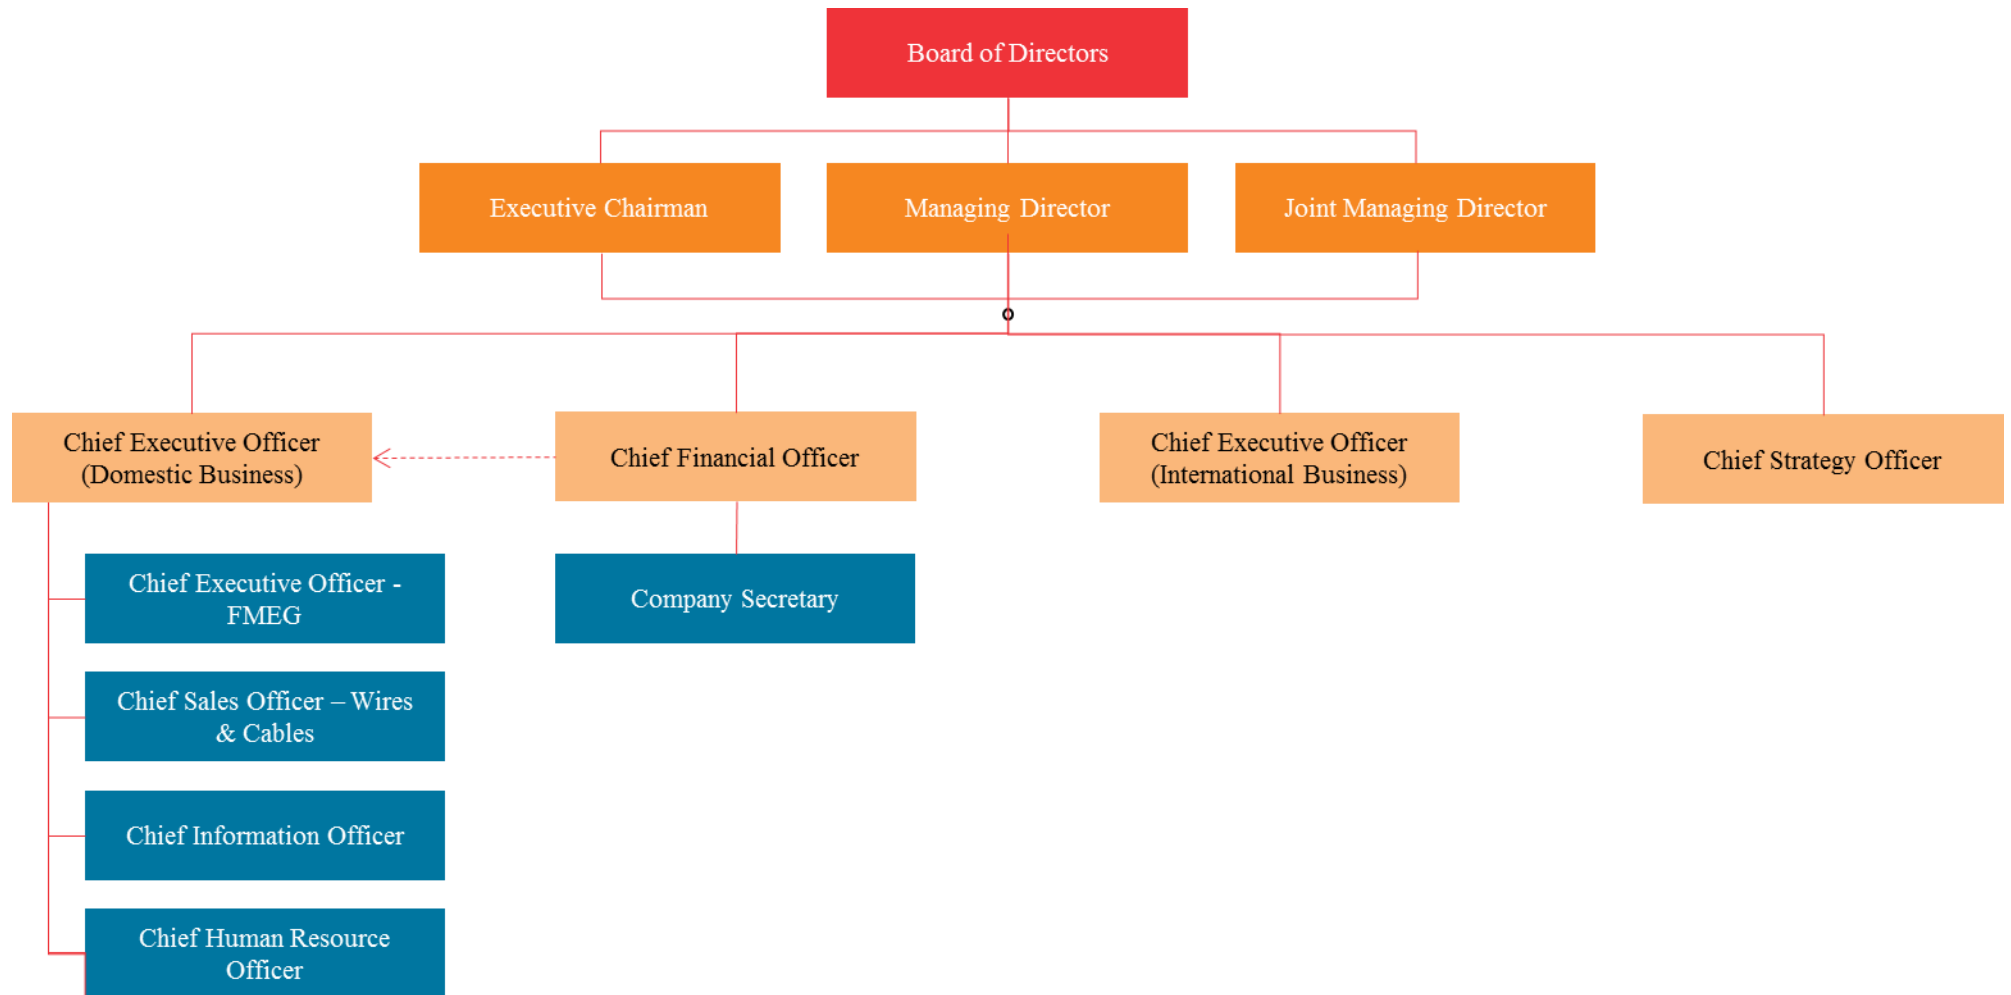 Board of Directors
Executive Chairman
Managing Director
Joint Managing Director
Chief Executive Officer
(Domestic Business)
Chief Financial Officer
Chief Executive Officer
(International Business)
Chief Strategy Officer
Chief Executive Officer -
FMEG
Company Secretary
Chief Sales Officer – Wires
& Cables
Chief Information Officer
Chief Human Resource
Officer